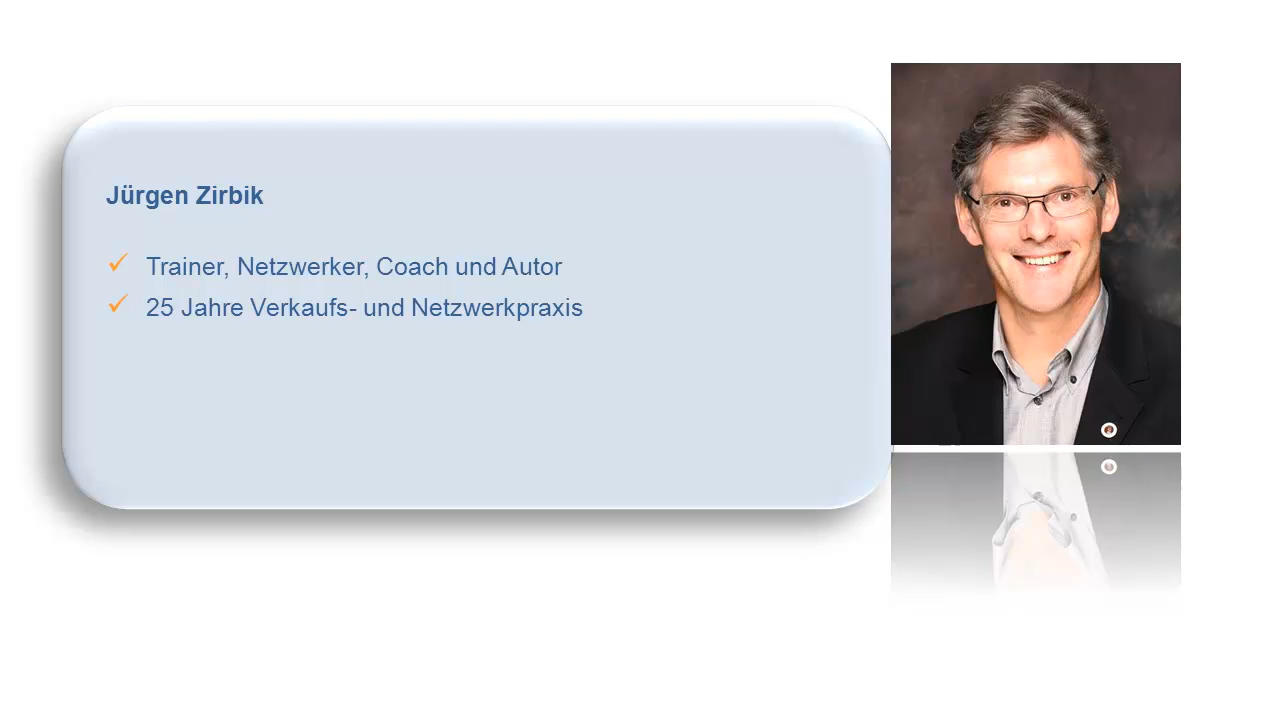 Jürgen Zirbik
✓ Trainer, Netzwerker, Coach und Autor
✓ 25 Jahre Verkaufs- und Netzwerkpraxis